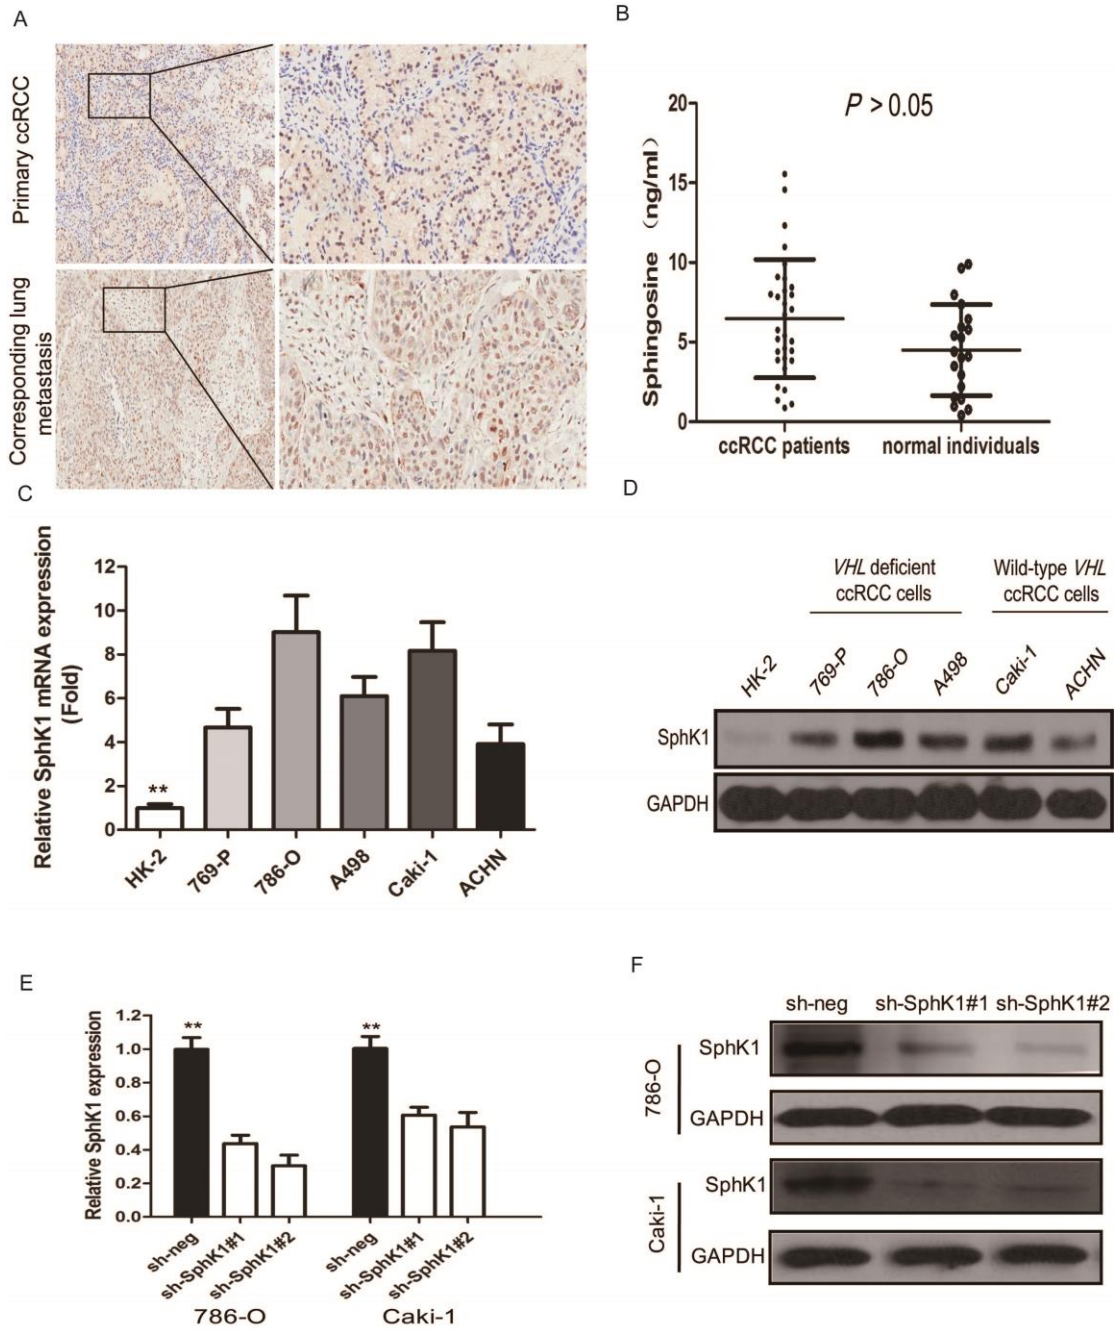 A
Primary ccRCC
Corresponding lung
metastasis
B
P > 0.05
Sphingosine (ng/ml)
20
15
10
5
0
ccRCC patients
normal individuals
C
Relative SphK1 mRNA expression
(Fold)
12
10
8
6
4
2
0
**
HK-2
769-P
786-O
A498
Caki-1
ACHN
D
VHL deficient
ccRCC cells
Wild-type VHL
ccRCC cells
HK-2
769-P
786-O
A498
Caki-1
ACHN
SphK1
GAPDH
E
Relative SphK1 expression
1.2
1.0
0.8
0.6
0.4
0.2
0.0
**
**
sh-neg
sh-SphK1#1
sh-SphK1#2
sh-neg
sh-SphK1#1
sh-SphK1#2
786-O
Caki-1
F
sh-neg sh-SphK1#1 sh-SphK1#2
786-O
SphK1
GAPDH
Caki-1
SphK1
GAPDH